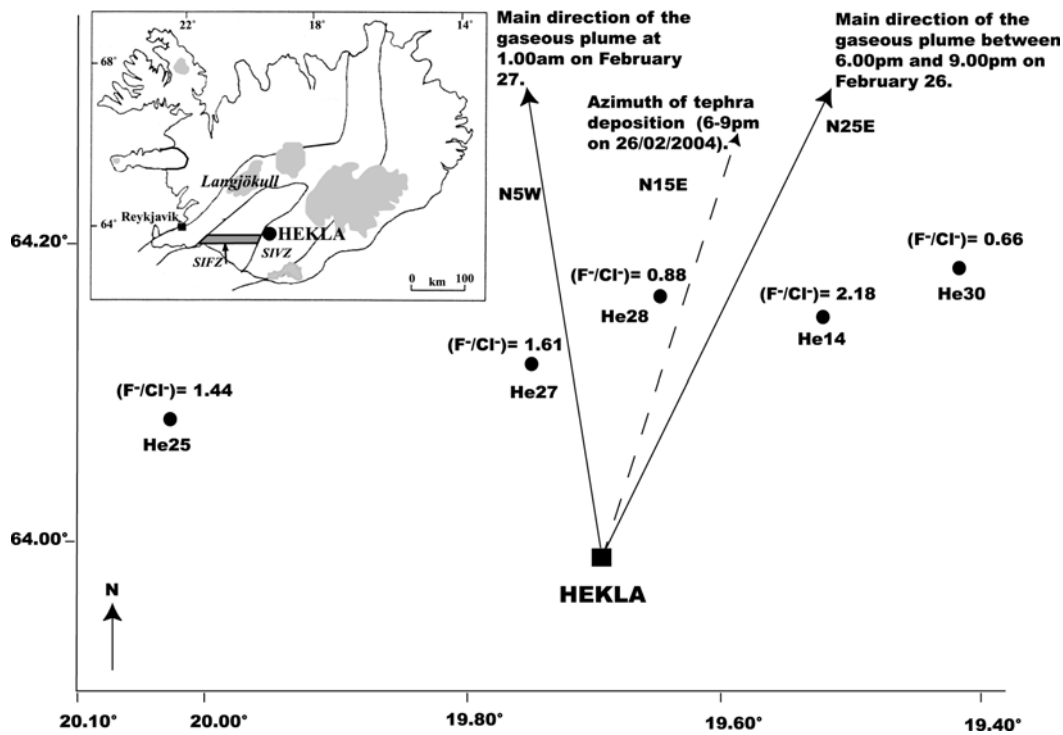 22°
18°
14°
68°
Langjökull
Reykjavik
64°
HEKLA
SIFZ
SIVZ
0
100
km
Main direction of the
gaseous plume at
1.00am on February
27.
Azimuth of tephra
deposition (6-9pm
on 26/02/2004).
Main direction of the
gaseous plume between
6.00pm and 9.00pm on
February 26.
N5W
N15E
N25E
64.20°
(F⁻/Cl⁻)= 0.66
He30
(F⁻/Cl⁻)= 0.88
He28
(F⁻/Cl⁻)= 2.18
He14
(F⁻/Cl⁻)= 1.61
He27
(F⁻/Cl⁻)= 1.44
He25
64.00°
HEKLA
N
20.10°
20.00°
19.80°
19.60°
19.40°